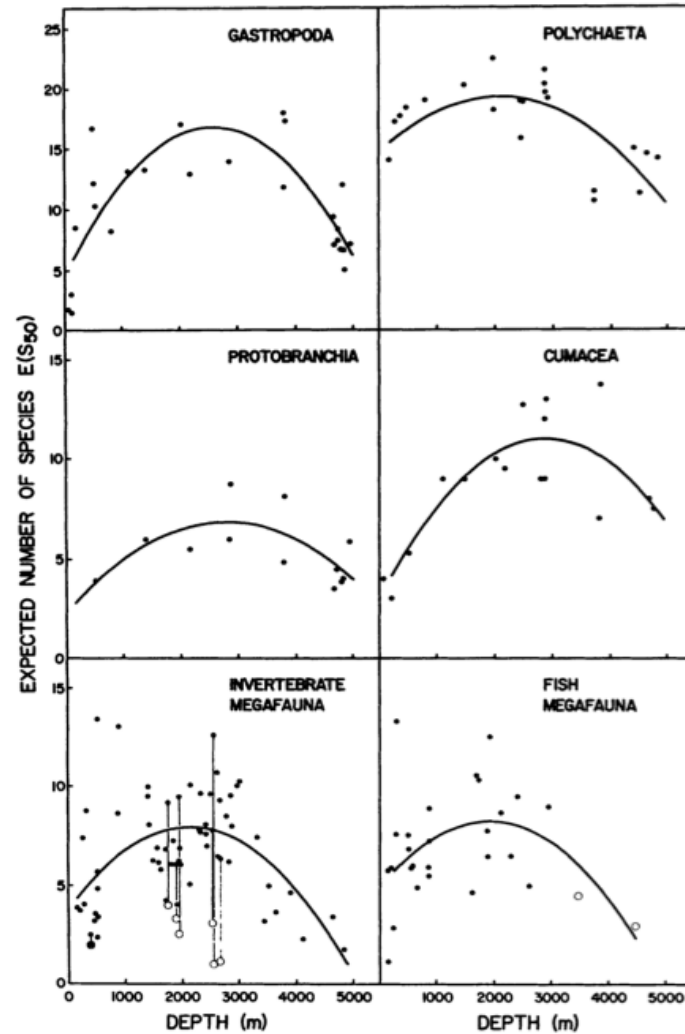 EXPECTED NUMBER OF SPECIES E(S50)
GASTROPODA
25
20
15
10
5
0
POLYCHAETA
PROTOBRANCHIA
15
10
5
0
CUMACEA
INVERTEBRATE
MEGAFAUNA
15
10
5
0
FISH
MEGAFAUNA
0 1000 2000 3000 4000 5000
1000 2000 3000 4000 5000
DEPTH (m)
DEPTH (m)